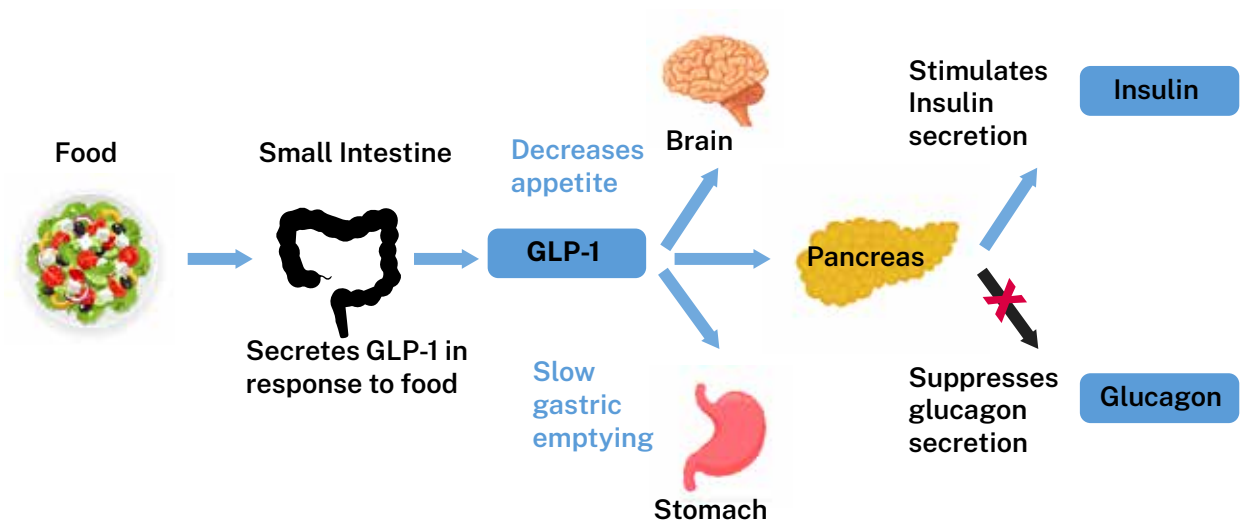 Food
Small Intestine
Secretes GLP-1 in
response to food
Decreases
appetite
GLP-1
Slow
gastric
emptying
Brain
Stomach
Pancreas
Stimulates
Insulin
secretion
Insulin
Suppresses
glucagon
secretion
Glucagon